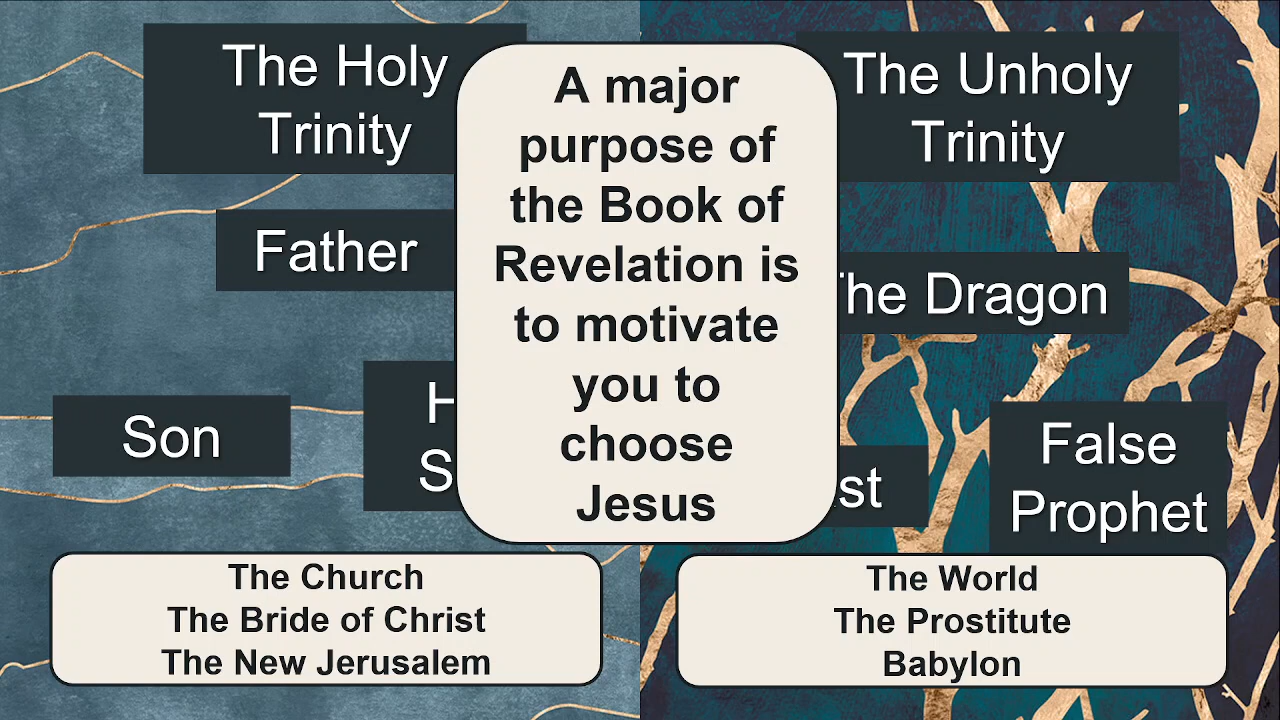 The Holy
Trinity
Father
Son
A major
purpose of
the Book of
Revelation is
to motivate
you to
choose
Jesus
The Unholy
Trinity
The Dragon
False
Prophet
The Church
The Bride of Christ
The New Jerusalem
The World
The Prostitute
Babylon